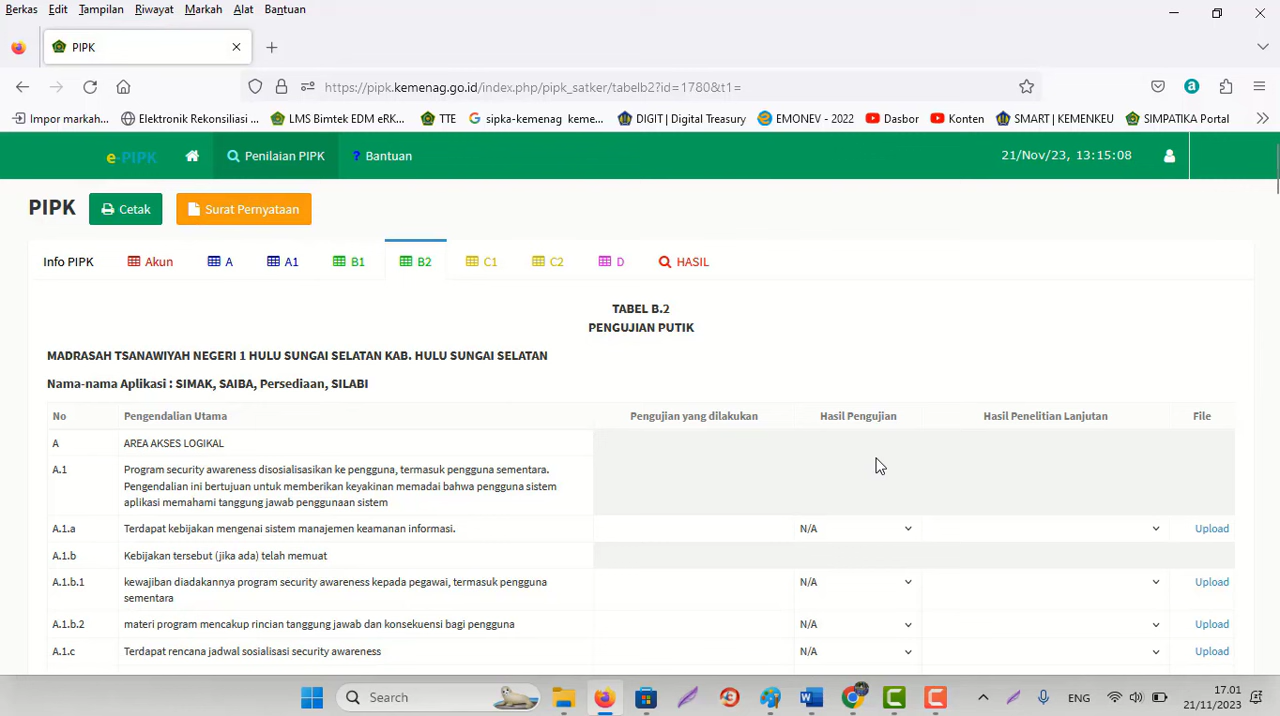 Berkas Edit Tampilan Riwayat Markah Alat Bantuan
PIPK
https://pipk.kemenag.go.id/index.php/pipk_satker/tabelb2?id=1780&t1=
Impor markah... Elektronik Rekonsiliasi ... LMS Bimtek EDM eRK... TTE sipka-kemenag keme... DIGIT | Digital Treasury EMONEV - 2022 Dasbor Konten SMART | KEMENKEU SIMPATIKA Portal
e-PIPK Penilaian PIPK ? Bantuan 21/Nov/23, 13:15:08
PIPK Cetak Surat Pernyataan
Info PIPK Akun A A1 B1 B2 C1 C2 D HASIL
TABEL B.2
PENGUJIAN PUTIK
MADRASAH TSANAWIYAH NEGERI 1 HULU SUNGAI SELATAN KAB. HULU SUNGAI SELATAN
Nama-nama Aplikasi : SIMAK, SAIBA, Persediaan, SILABI
No Pengendalian Utama Pengujian yang dilakukan Hasil Pengujian Hasil Penelitian Lanjutan File
A AREA AKSES LOGIKAL
A.1 Program security awareness disosialisasikan ke pengguna, termasuk pengguna sementara.
Pengendalian ini bertujuan untuk memberikan keyakinan memadai bahwa pengguna sistem
aplikasi memahami tanggung jawab penggunaan sistem
A.1.a Terdapat kebijakan mengenai sistem manajemen keamanan informasi. N/A Upload
A.1.b Kebijakan tersebut (jika ada) telah memuat
A.1.b.1 kewajiban diadakannya program security awareness kepada pegawai, termasuk pengguna N/A Upload
sementara
A.1.b.2 materi program mencakup rincian tanggung jawab dan konsekuensi bagi pengguna N/A Upload
A.1.c Terdapat rencana jadwal sosialisasi security awareness N/A Upload
Search ENG 17.01
21/11/2023